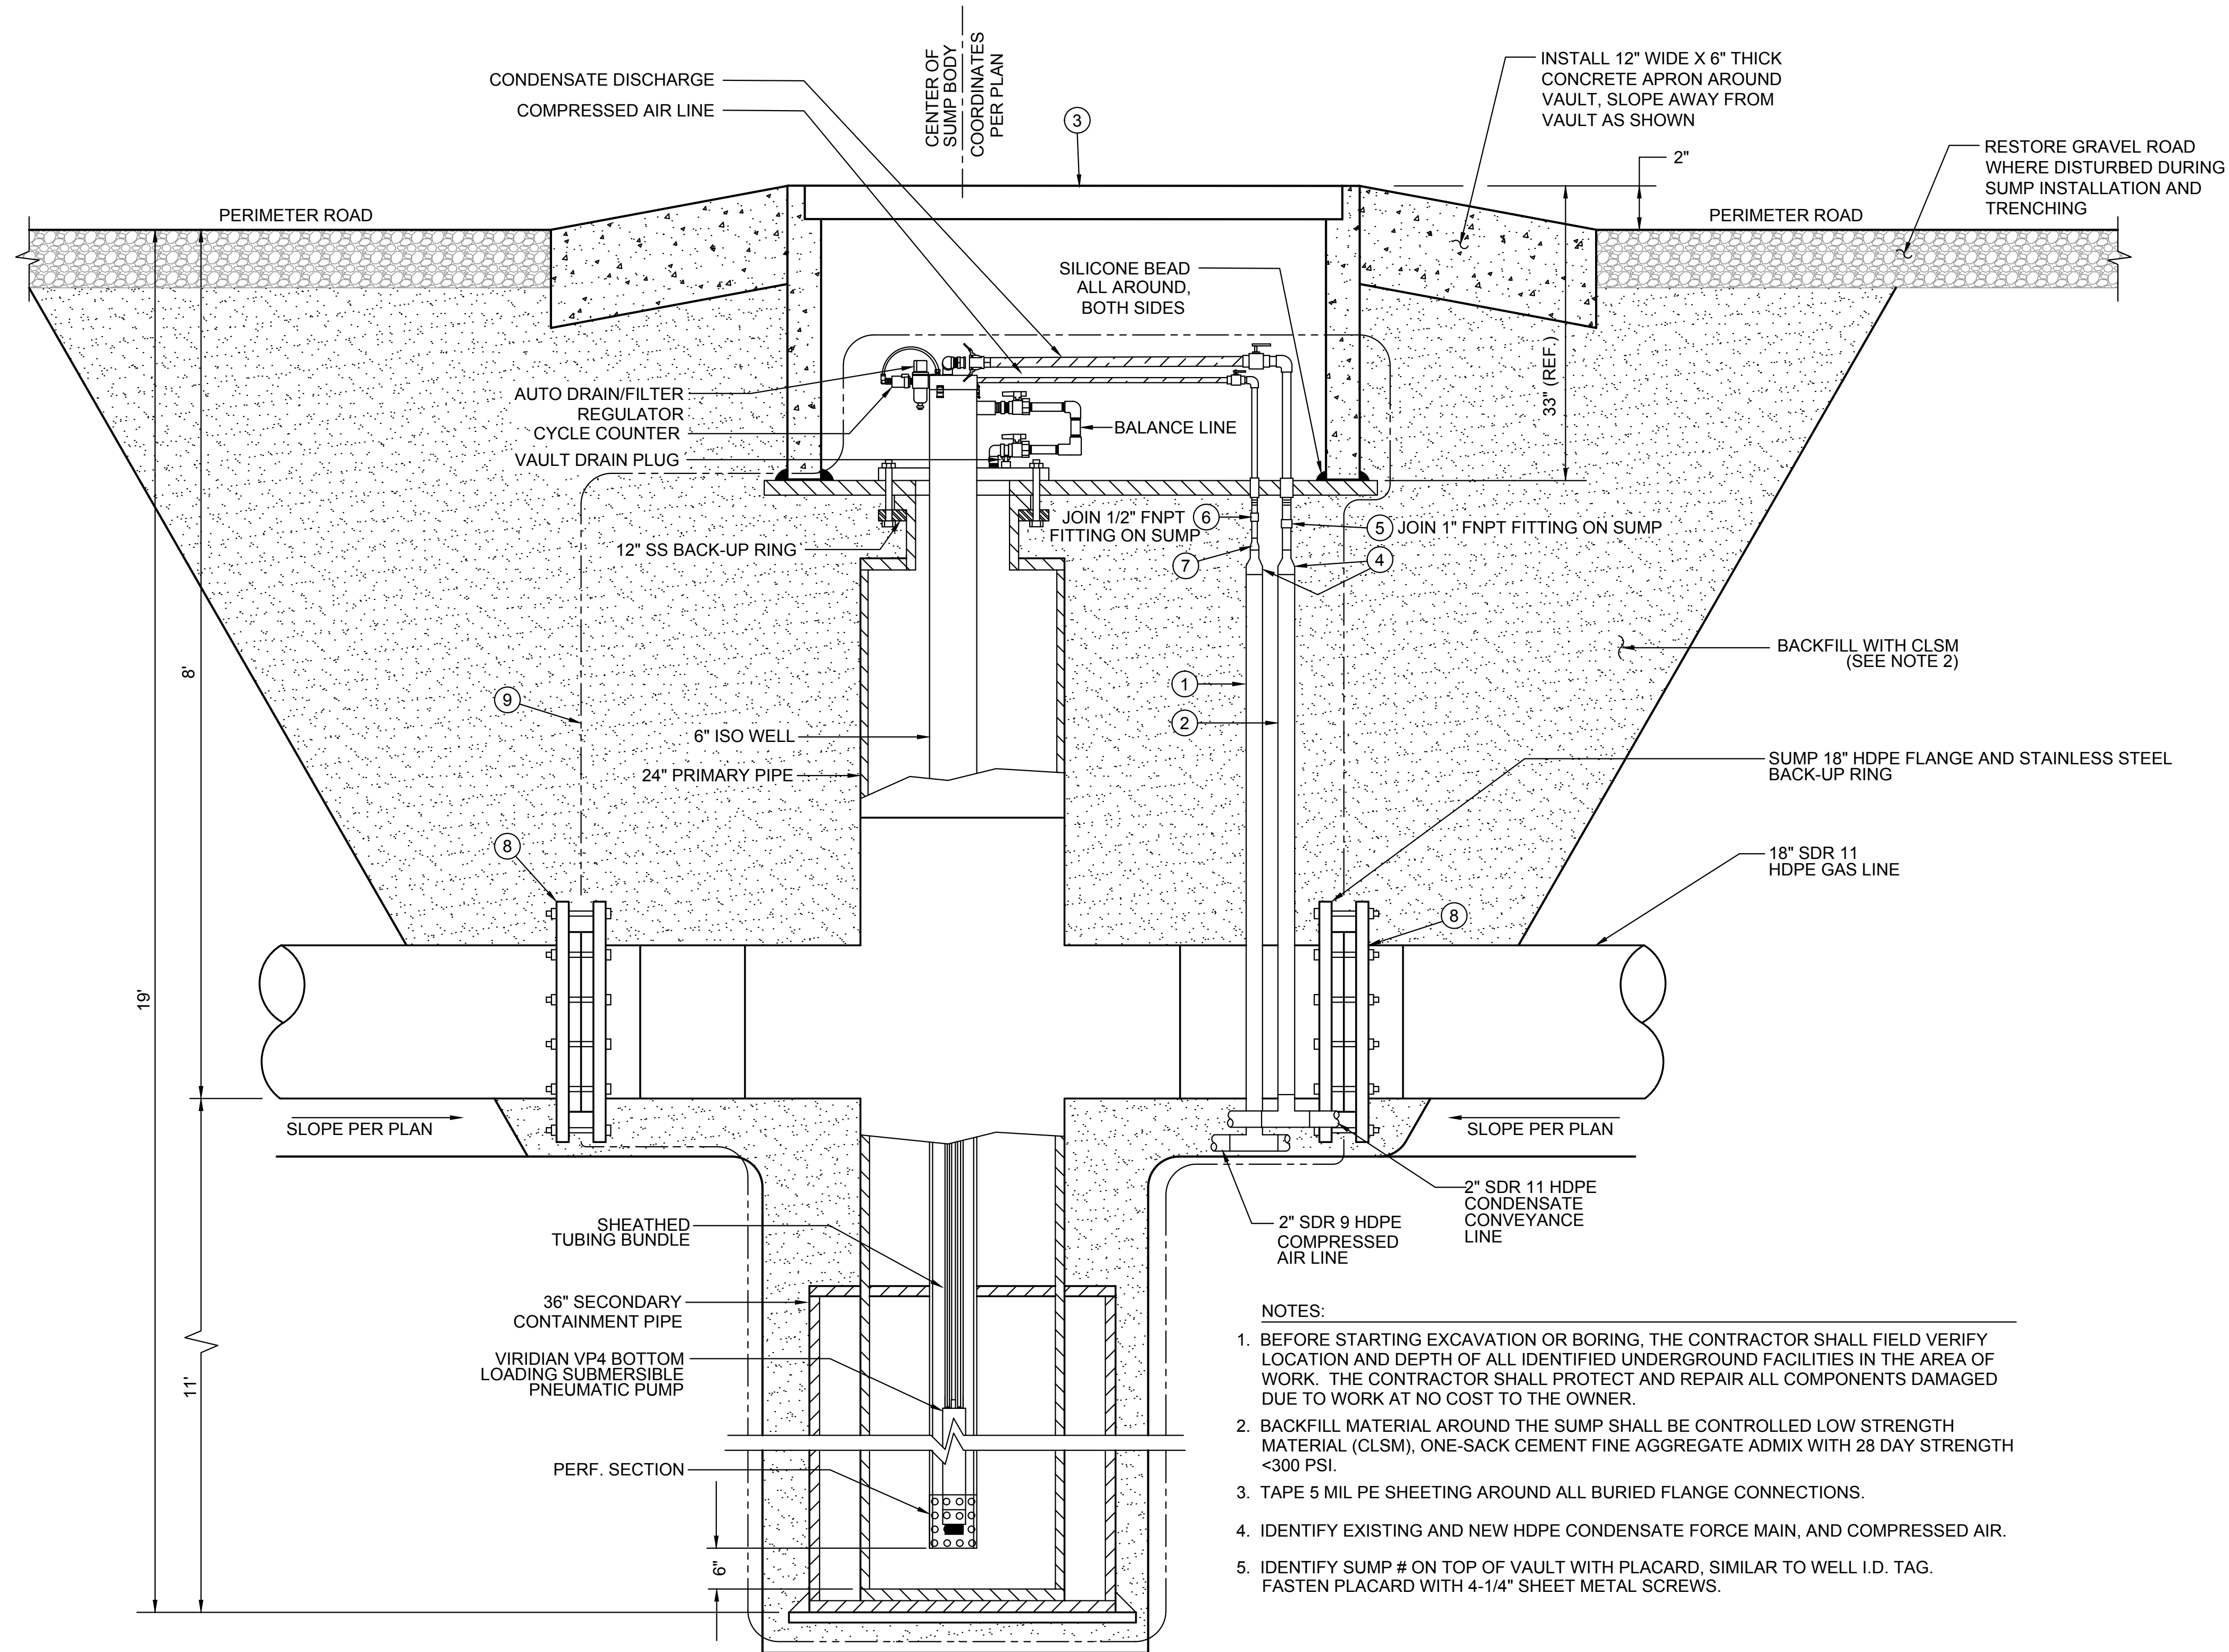 CENTER OF
SUMP BODY
COORDINATES
PER PLAN
CONDENSATE DISCHARGE
COMPRESSED AIR LINE
3
INSTALL 12" WIDE X 6" THICK
CONCRETE APRON AROUND
VAULT, SLOPE AWAY FROM
VAULT AS SHOWN
2"
RESTORE GRAVEL ROAD
WHERE DISTURBED DURING
SUMP INSTALLATION AND
TRENCHING
PERIMETER ROAD
PERIMETER ROAD
SILICONE BEAD
ALL AROUND,
BOTH SIDES
33" (REF.)
AUTO DRAIN/FILTER
REGULATOR
CYCLE COUNTER
VAULT DRAIN PLUG
BALANCE LINE
12" SS BACK-UP RING
JOIN 1/2" FNPT
FITTING ON SUMP
6
5
JOIN 1" FNPT FITTING ON SUMP
7
4
BACKFILL WITH CLSM
(SEE NOTE 2)
8'
9
1
2
6" ISO WELL
24" PRIMARY PIPE
SUMP 18" HDPE FLANGE AND STAINLESS STEEL
BACK-UP RING
8
18" SDR 11
HDPE GAS LINE
8
19'
SLOPE PER PLAN
SLOPE PER PLAN
2" SDR 11 HDPE
CONDENSATE
CONVEYANCE
LINE
2" SDR 9 HDPE
COMPRESSED
AIR LINE
SHEATHED
TUBING BUNDLE
36" SECONDARY
CONTAINMENT PIPE
VIRIDIAN VP4 BOTTOM
LOADING SUBMERSIBLE
PNEUMATIC PUMP
11'
PERF. SECTION
6"
NOTES:
1. BEFORE STARTING EXCAVATION OR BORING, THE CONTRACTOR SHALL FIELD VERIFY
LOCATION AND DEPTH OF ALL IDENTIFIED UNDERGROUND FACILITIES IN THE AREA OF
WORK. THE CONTRACTOR SHALL PROTECT AND REPAIR ALL COMPONENTS DAMAGED
DUE TO WORK AT NO COST TO THE OWNER.
2. BACKFILL MATERIAL AROUND THE SUMP SHALL BE CONTROLLED LOW STRENGTH
MATERIAL (CLSM), ONE-SACK CEMENT FINE AGGREGATE ADMIX WITH 28 DAY STRENGTH
<300 PSI.
3. TAPE 5 MIL PE SHEETING AROUND ALL BURIED FLANGE CONNECTIONS.
4. IDENTIFY EXISTING AND NEW HDPE CONDENSATE FORCE MAIN, AND COMPRESSED AIR.
5. IDENTIFY SUMP # ON TOP OF VAULT WITH PLACARD, SIMILAR TO WELL I.D. TAG.
FASTEN PLACARD WITH 4-1/4" SHEET METAL SCREWS.